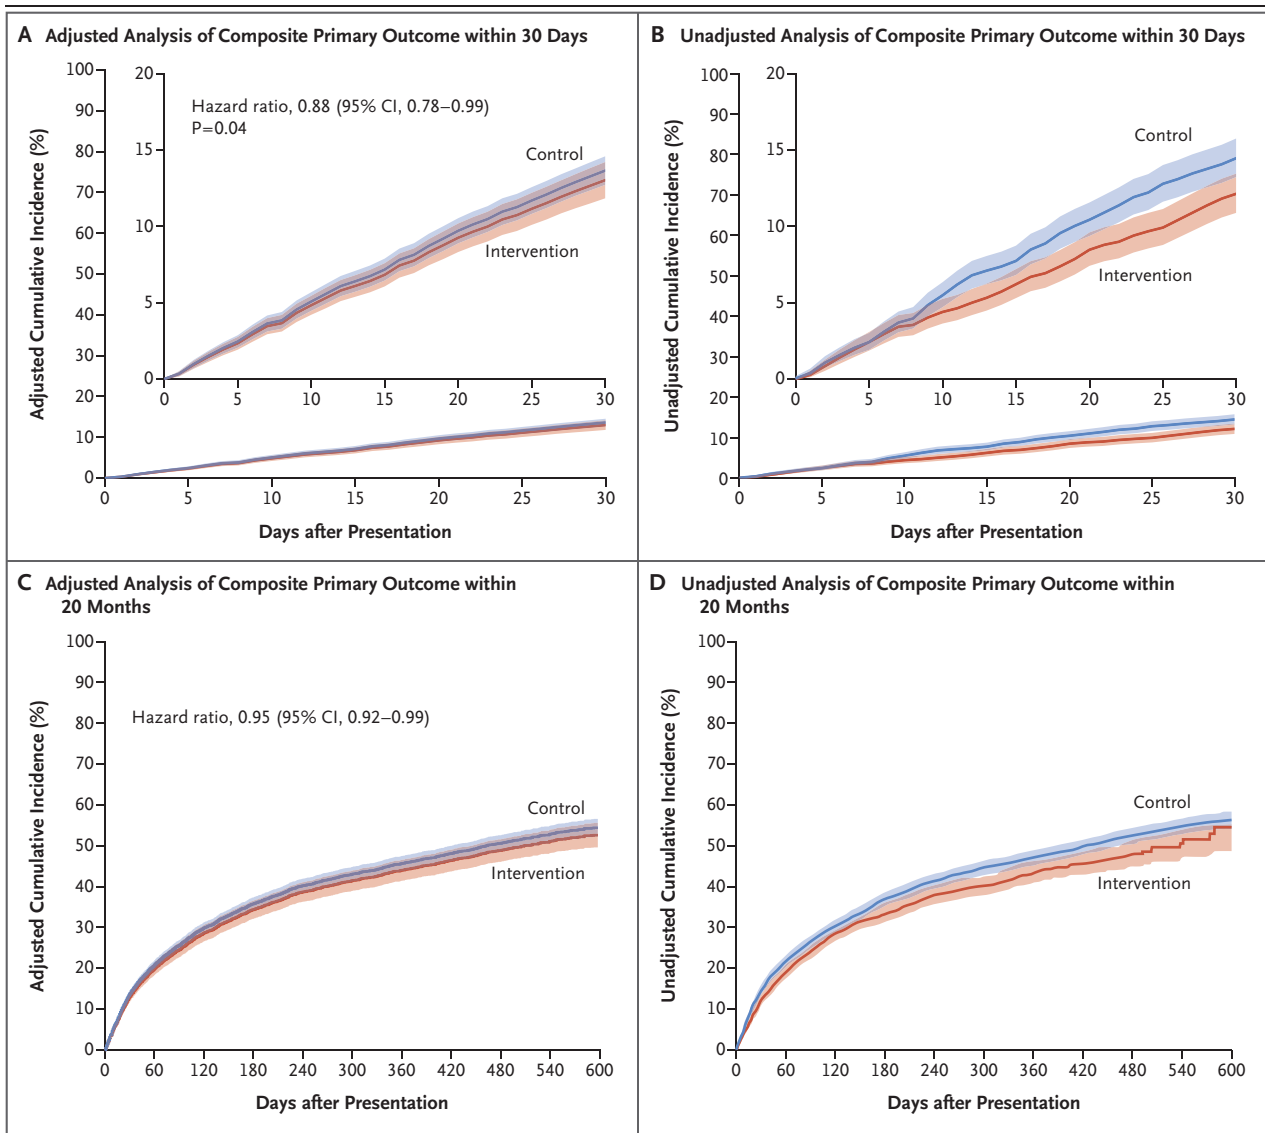 A Adjusted Analysis of Composite Primary Outcome within 30 Days
Adjusted Cumulative Incidence (%)
100
90
80
70
60
50
40
30
20
10
0
20
15
10
5
0
Hazard ratio, 0.88 (95% CI, 0.78–0.99)
P=0.04
Control
Intervention
0 5 10 15 20 25 30
0 5 10 15 20 25 30
Days after Presentation
B Unadjusted Analysis of Composite Primary Outcome within 30 Days
Unadjusted Cumulative Incidence (%)
100
90
80
70
60
50
40
30
20
10
0
20
15
10
5
0
Control
Intervention
0 5 10 15 20 25 30
0 5 10 15 20 25 30
Days after Presentation
C Adjusted Analysis of Composite Primary Outcome within
20 Months
Adjusted Cumulative Incidence (%)
100
90
80
70
60
50
40
30
20
10
0
Hazard ratio, 0.95 (95% CI, 0.92–0.99)
Control
Intervention
0 60 120 180 240 300 360 420 480 540 600
Days after Presentation
D Unadjusted Analysis of Composite Primary Outcome within
20 Months
Unadjusted Cumulative Incidence (%)
100
90
80
70
60
50
40
30
20
10
0
Control
Intervention
0 60 120 180 240 300 360 420 480 540 600
Days after Presentation